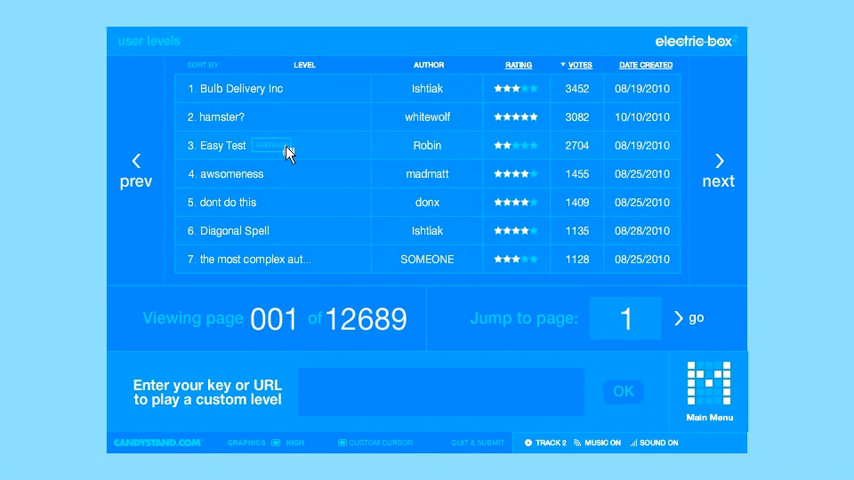 user levels
electric-box²
SORT BY LEVEL AUTHOR RATING VOTES DATE CREATED
1. Bulb Delivery Inc Ishtiak 3452 08/19/2010
2. hamster? whitewolf 3082 10/10/2010
3. Easy Test AVERAGE Robin 2704 08/19/2010
4. awsomeness madmatt 1455 08/25/2010
5. dont do this donx 1409 08/25/2010
6. Diagonal Spell Ishtiak 1135 08/28/2010
7. the most complex aut... SOMEONE 1128 08/25/2010
prev
next
Viewing page 001 of 12689
Jump to page: 1 go
Enter your key or URL
to play a custom level
OK
Main Menu
CANDYSTAND.COM GRAPHICS HIGH CUSTOM CURSOR QUIT & SUBMIT TRACK 2 MUSIC ON SOUND ON